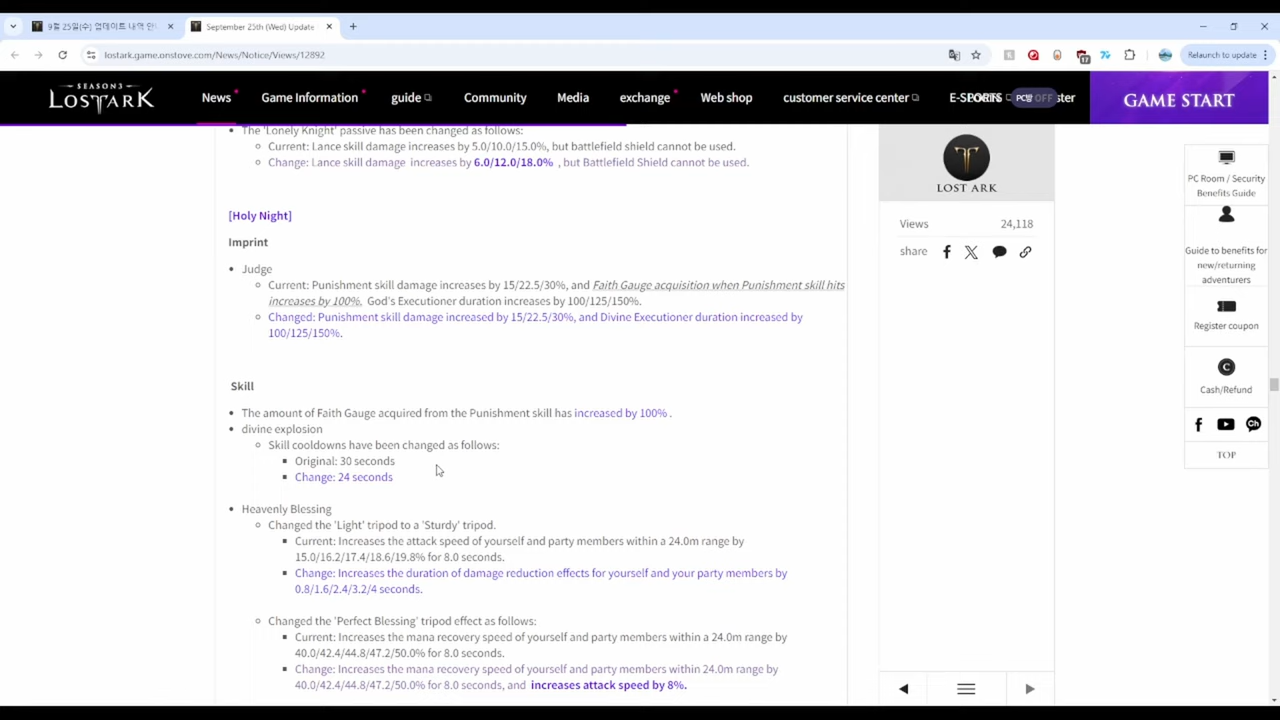 9월 25일(수) 업데이트 내역 안
September 25th (Wed) Update
lostark.game.onstove.com/News/Notice/Views/12892
17
Relaunch to update
SEASON3
LOSTARK
News
Game Information
guide
Community
Media
exchange
Web shop
customer service center
E-SPORTS
PC방 OFF
ster
GAME START
The 'Lonely Knight' passive has been changed as follows:
Current: Lance skill damage increases by 5.0/10.0/15.0%, but battlefield shield cannot be used.
Change: Lance skill damage increases by 6.0/12.0/18.0% , but Battlefield Shield cannot be used.
[Holy Night]
Imprint
Judge
Current: Punishment skill damage increases by 15/22.5/30%, and Faith Gauge acquisition when Punishment skill hits
increases by 100%. God's Executioner duration increases by 100/125/150%.
Changed: Punishment skill damage increased by 15/22.5/30%, and Divine Executioner duration increased by
100/125/150%.
Skill
The amount of Faith Gauge acquired from the Punishment skill has increased by 100% .
divine explosion
Skill cooldowns have been changed as follows:
Original: 30 seconds
Change: 24 seconds
Heavenly Blessing
Changed the 'Light' tripod to a 'Sturdy' tripod.
Current: Increases the attack speed of yourself and party members within a 24.0m range by
15.0/16.2/17.4/18.6/19.8% for 8.0 seconds.
Change: Increases the duration of damage reduction effects for yourself and your party members by
0.8/1.6/2.4/3.2/4 seconds.
Changed the 'Perfect Blessing' tripod effect as follows:
Current: Increases the mana recovery speed of yourself and party members within a 24.0m range by
40.0/42.4/44.8/47.2/50.0% for 8.0 seconds.
Change: Increases the mana recovery speed of yourself and party members within 24.0m range by
40.0/42.4/44.8/47.2/50.0% for 8.0 seconds, and increases attack speed by 8%.
LOST ARK
Views 24,118
share
PC Room / Security
Benefits Guide
Guide to benefits for
new/returning
adventurers
Register coupon
C
Cash/Refund
Ch
TOP